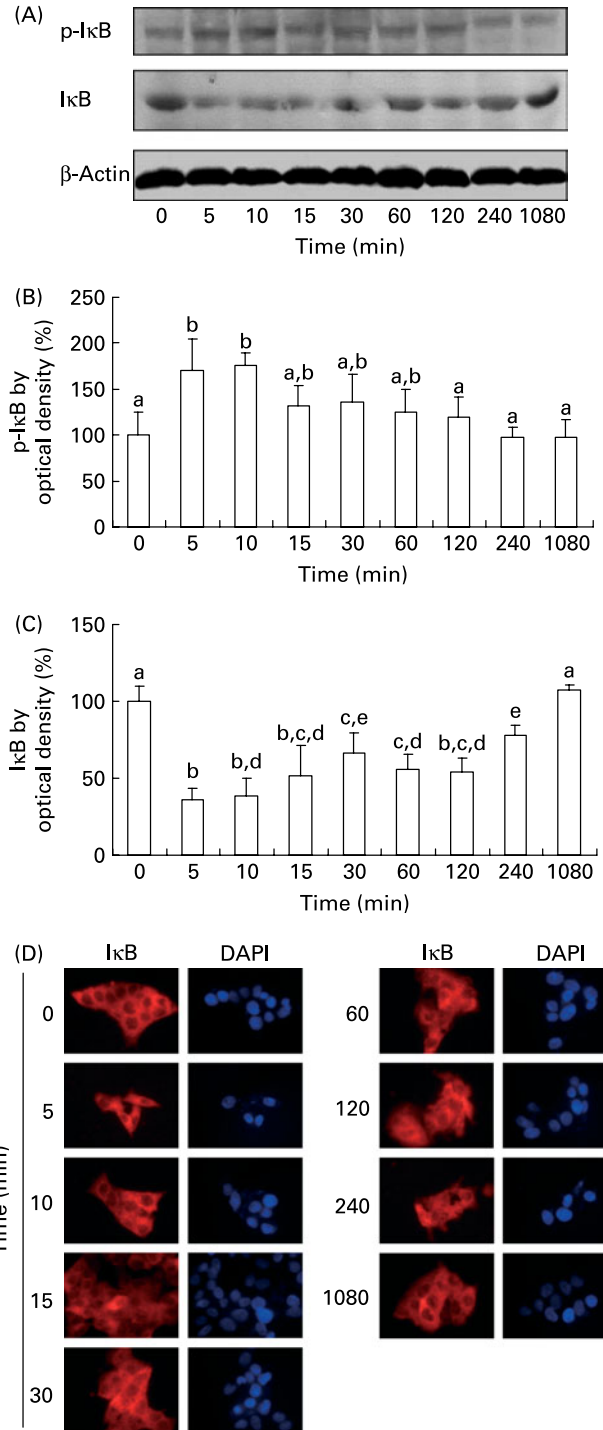 (A)
p-IκB
IκB
β-Actin
0 5 10 15 30 60 120 240 1080
Time (min)
(B)
p-IκB by
optical density (%)
250
200
150
100
50
0
a b b a,b a,b a,b a a a
0 5 10 15 30 60 120 240 1080
Time (min)
(C)
IκB by
optical density (%)
150
100
50
0
a b b,d b,c,d c,e c,d b,c,d e a
0 5 10 15 30 60 120 240 1080
Time (min)
(D)
IκB DAPI IκB DAPI
0 60
5 120
10 240
15 1080
30
Time (min)